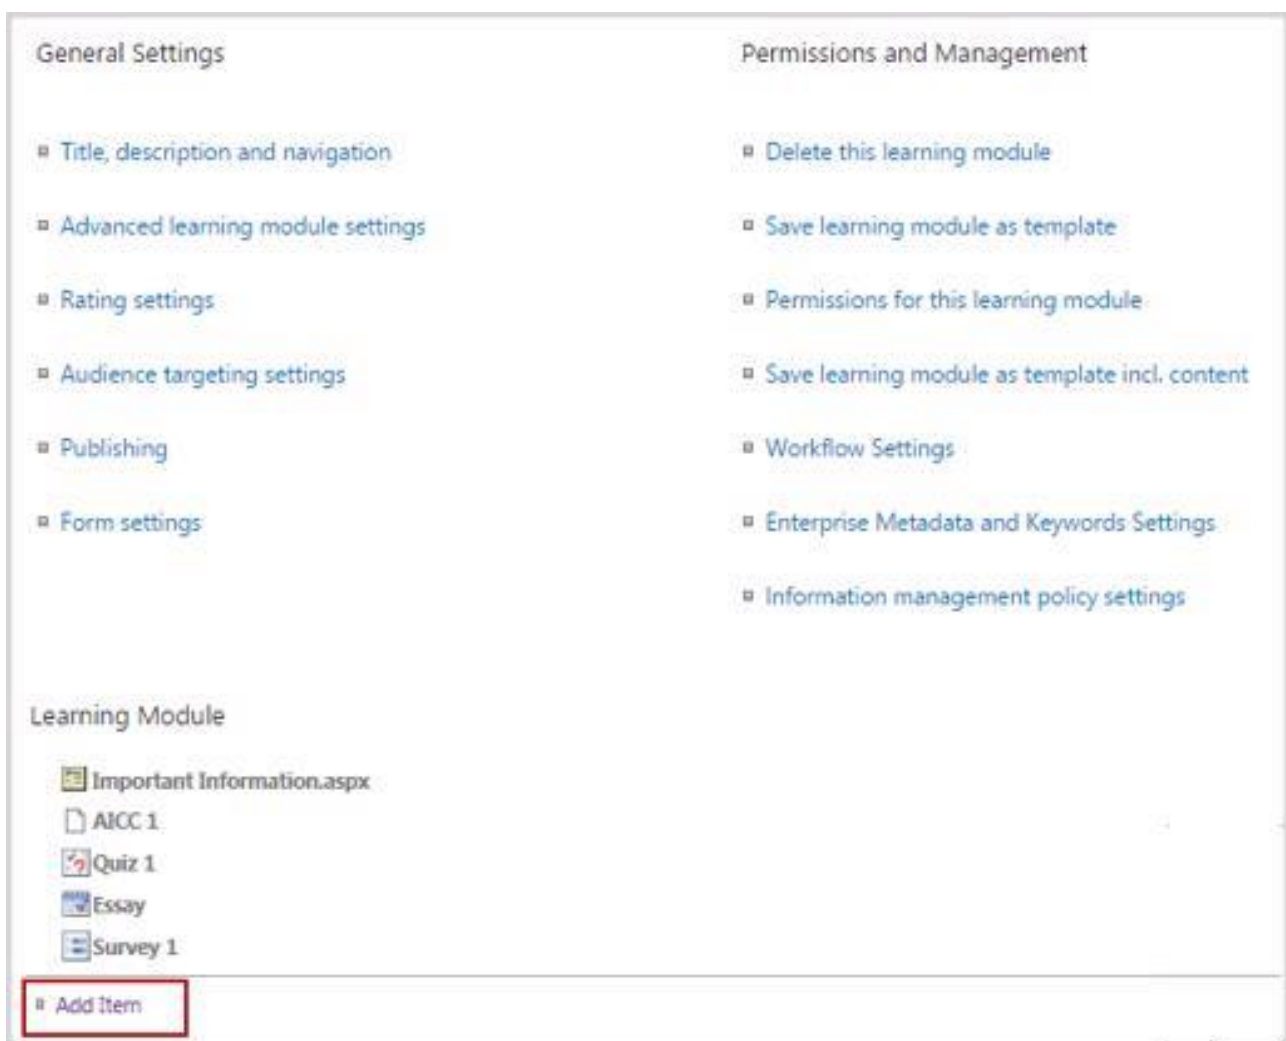 General Settings
Title, description and navigation
Advanced learning module settings
Rating settings
Audience targeting settings
Publishing
Form settings
Permissions and Management
Delete this learning module
Save learning module as template
Permissions for this learning module
Save learning module as template incl. content
Workflow Settings
Enterprise Metadata and Keywords Settings
Information management policy settings
Learning Module
Important Information.aspx
AICC 1
Quiz 1
Essay
Survey 1
Add Item